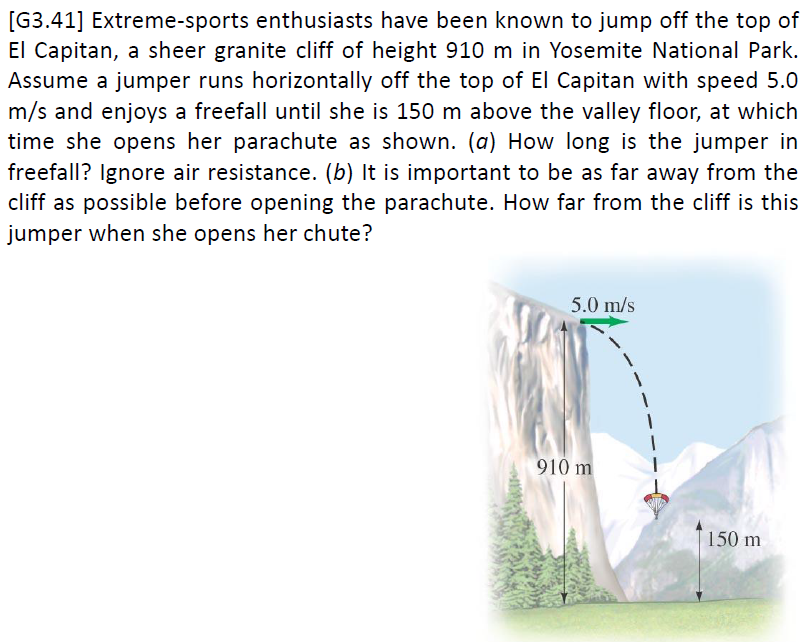 [G3.41] Extreme-sports enthusiasts have been known to jump off the top of
El Capitan, a sheer granite cliff of height 910 m in Yosemite National Park.
Assume a jumper runs horizontally off the top of El Capitan with speed 5.0
m/s and enjoys a freefall until she is 150 m above the valley floor, at which
time she opens her parachute as shown. (a) How long is the jumper in
freefall? Ignore air resistance. (b) It is important to be as far away from the
cliff as possible before opening the parachute. How far from the cliff is this
jumper when she opens her chute?
5.0 m/s
910 m
150 m